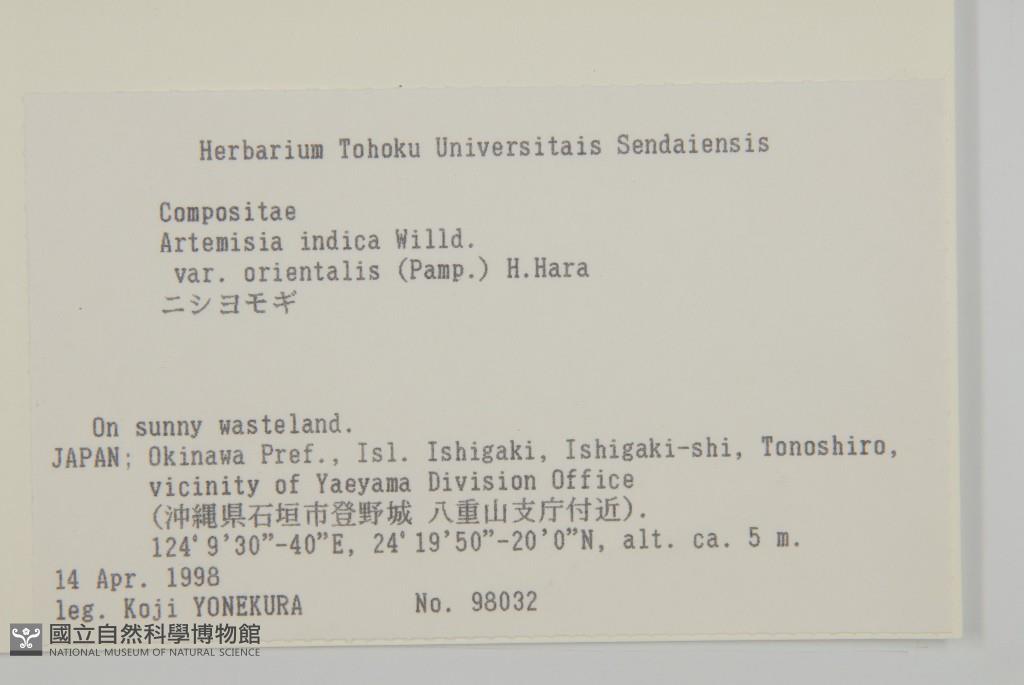 Herbarium Tohoku Universitais Sendaiensis
Compositae
Artemisia indica Willd.
var. orientalis (Pamp.) H.Hara
ニシヨモギ
On sunny wasteland.
JAPAN; Okinawa Pref., Isl. Ishigaki, Ishigaki-shi, Tonoshiro,
vicinity of Yaeyama Division Office
(沖縄県石垣市登野城 八重山支庁付近).
124ﾟ9'30”-40”E, 24ﾟ19'50”-20'0”N, alt. ca. 5 m.
14 Apr. 1998
leg. Koji YONEKURA No. 98032
國立自然科學博物館
NATIONAL MUSEUM OF NATURAL SCIENCE